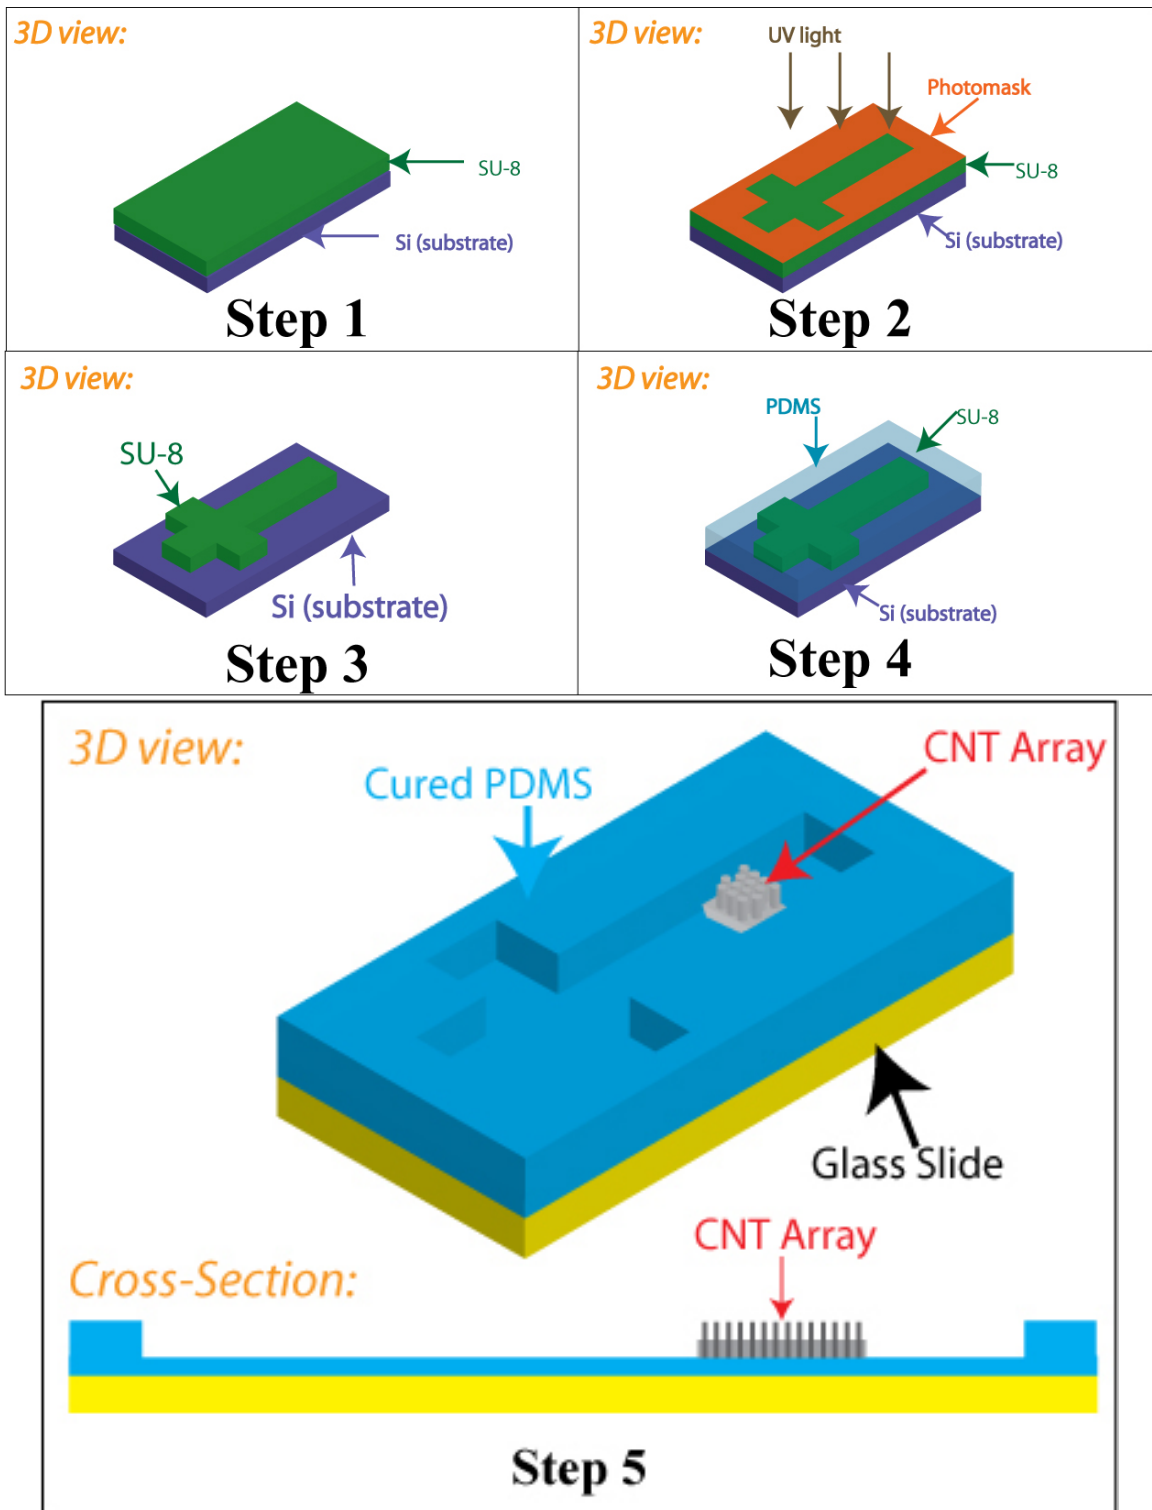 3D view:
SU-8
Si (substrate)
Step 1
3D view:
UV light
Photomask
SU-8
Si (substrate)
Step 2
3D view:
SU-8
Si (substrate)
Step 3
3D view:
PDMS
SU-8
Si (substrate)
Step 4
3D view:
CNT Array
Cured PDMS
Glass Slide
CNT Array
Cross-Section:
Step 5